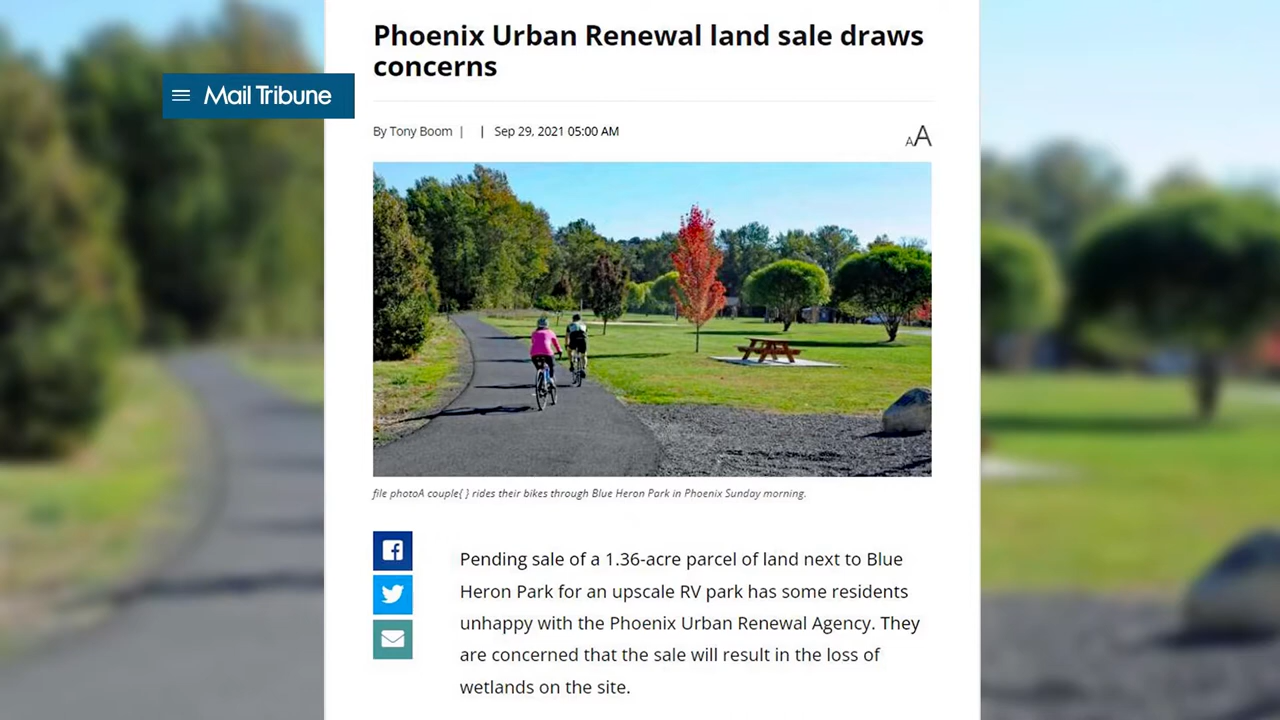 Phoenix Urban Renewal land sale draws
concerns
Mail Tribune
By Tony Boom | | Sep 29, 2021 05:00 AM
AA
file photoA couple{ } rides their bikes through Blue Heron Park in Phoenix Sunday morning.
Pending sale of a 1.36-acre parcel of land next to Blue
Heron Park for an upscale RV park has some residents
unhappy with the Phoenix Urban Renewal Agency. They
are concerned that the sale will result in the loss of
wetlands on the site.